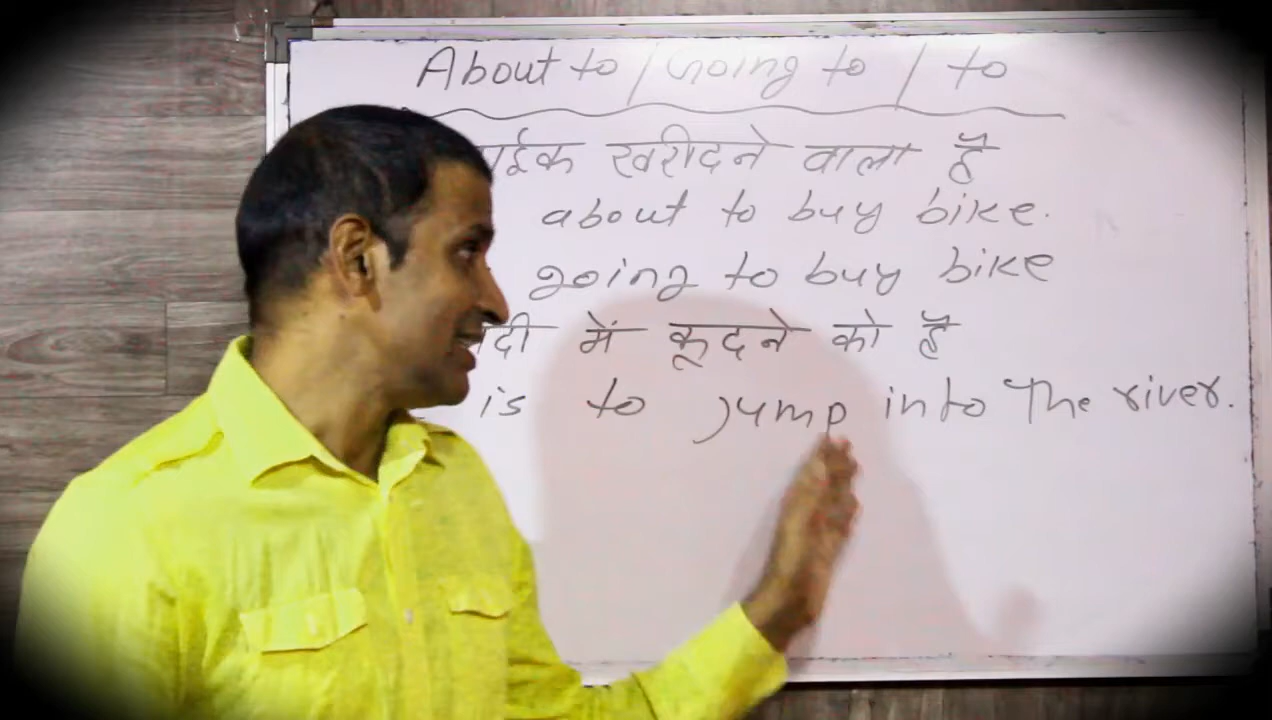 About to / Going to / to
खरीदने वाला है
about to buy bike.
going to buy bike
में कूदने को है
is to jump into The river.